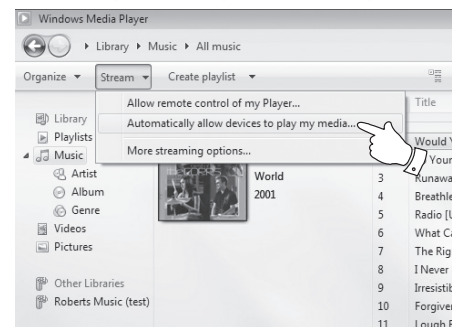 Windows Media Player
Library ▸ Music ▸ All music
Organize Stream Create playlist
Allow remote control of my Player...
Automatically allow devices to play my media...
More streaming options...
Library
Playlists
Music
Artist
Album
Genre
Videos
Pictures
Other Libraries
Roberts Music (test)
World
2001
Title
Would
Your
3
4 Breathle
5 Radio [U
6 What Ca
7 The Rig
8 I Never
9 Irresistib
10 Forgiven
11 Lough E